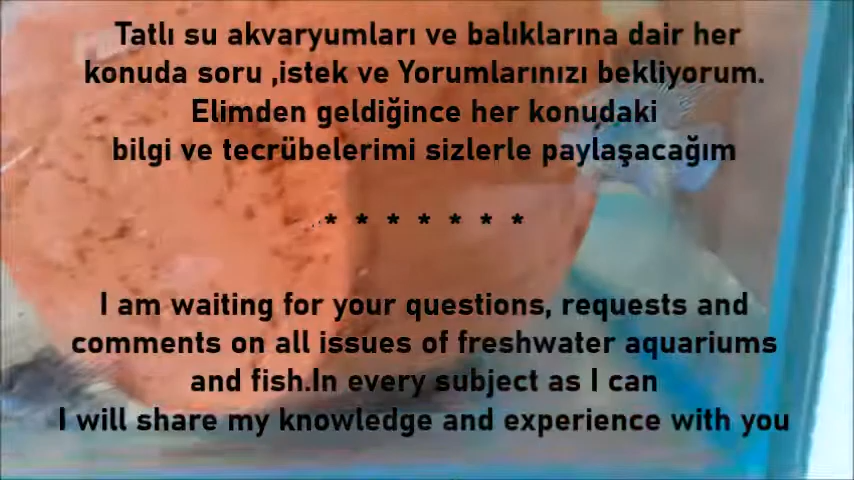 Tatlı su akvaryumları ve balıklarına dair her
konuda soru ,istek ve Yorumlarınızı bekliyorum.
Elimden geldiğince her konudaki
bilgi ve tecrübelerimi sizlerle paylaşacağım
* * * * * * *
I am waiting for your questions, requests and
comments on all issues of freshwater aquariums
and fish.In every subject as I can
I will share my knowledge and experience with you